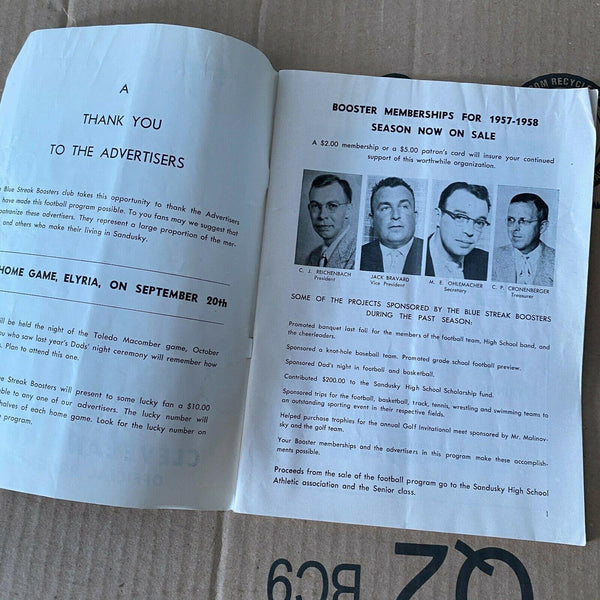 A
THANK YOU
TO THE ADVERTISERS
Blue Streak Boosters club takes this opportunity to thank the Advertisers
have made this football program possible. To you fans may we suggest that
patronize these advertisers. They represent a large proportion of the mer-
and others who make their living in Sandusky.
HOME GAME, ELYRIA, ON SEPTEMBER 20th
be held the night of the Toledo Macomber game, October
you who saw last year's Dads' night ceremony will remember how
Plan to attend this one.
Streak Boosters will present to some lucky fan a $10.00
to any one of our advertisers. The lucky number will
halves of each home game. Look for the lucky number on
program.
BOOSTER MEMBERSHIPS FOR 1957-1958
SEASON NOW ON SALE
A $2.00 membership or a $5.00 patron's card will insure your continued
support of this worthwhile organization.
C. J. REICHENBACH
President
JACK BRAVARD
Vice President
M. E. OHLEMACHER
Secretary
C. P. CRONENBERGER
Treasurer
SOME OF THE PROJECTS SPONSORED BY THE BLUE STREAK BOOSTERS
DURING THE PAST SEASON:
Promoted banquet last fall for the members of the football team, High School band, and
the cheerleaders.
Sponsored a knot-hole baseball team. Promoted grade school football preview.
Sponsored Dad's night in football and basketball.
Contributed $200.00 to the Sandusky High School Scholarship fund.
Sponsored trips for the football, basketball, track, tennis, wrestling and swimming teams to
an outstanding sporting event in their respective fields.
Helped purchase trophies for the annual Golf Invitational meet sponsored by Mr. Malinov-
sky and the golf team.
Your Booster memberships and the advertisers in this program make these accomplish-
ments possible.
Proceeds from the sale of the football program go to the Sandusky High School
Athletic association and the Senior class.
1
OM RECYCLE
BC9